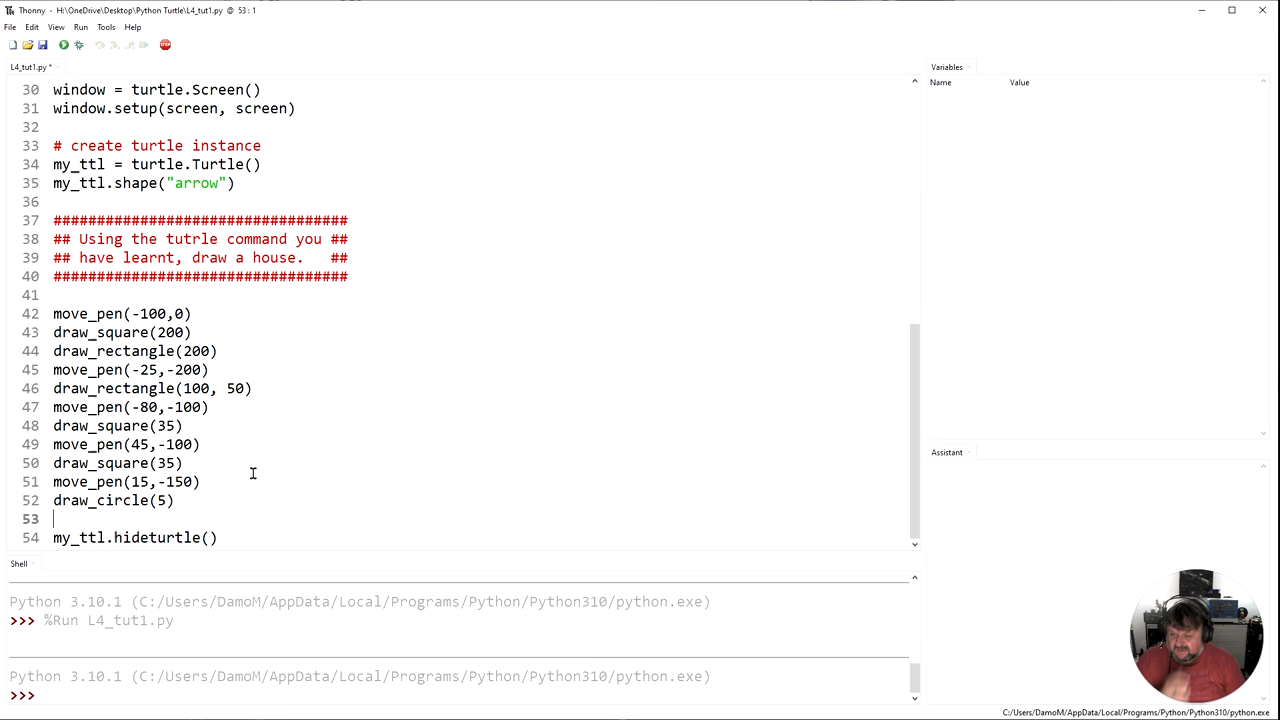 Thonny - H:\OneDrive\Desktop\Python Turtle\L4_tut1.py @ 53 : 1
File Edit View Run Tools Help
L4_tut1.py *
30 window = turtle.Screen()
31 window.setup(screen, screen)
32
33 # create turtle instance
34 my_ttl = turtle.Turtle()
35 my_ttl.shape("arrow")
36
37 ##################################
38 ## Using the tutrle command you ##
39 ## have learnt, draw a house.   ##
40 ##################################
41
42 move_pen(-100,0)
43 draw_square(200)
44 draw_rectangle(200)
45 move_pen(-25,-200)
46 draw_rectangle(100, 50)
47 move_pen(-80,-100)
48 draw_square(35)
49 move_pen(45,-100)
50 draw_square(35)
51 move_pen(15,-150)
52 draw_circle(5)
53
54 my_ttl.hideturtle()
Shell
Python 3.10.1 (C:/Users/DamoM/AppData/Local/Programs/Python/Python310/python.exe)
>>> %Run L4_tut1.py
Python 3.10.1 (C:/Users/DamoM/AppData/Local/Programs/Python/Python310/python.exe)
>>>
Variables
Name Value
Assistant
C:/Users/DamoM/AppData/Local/Programs/Python/Python310/python.exe